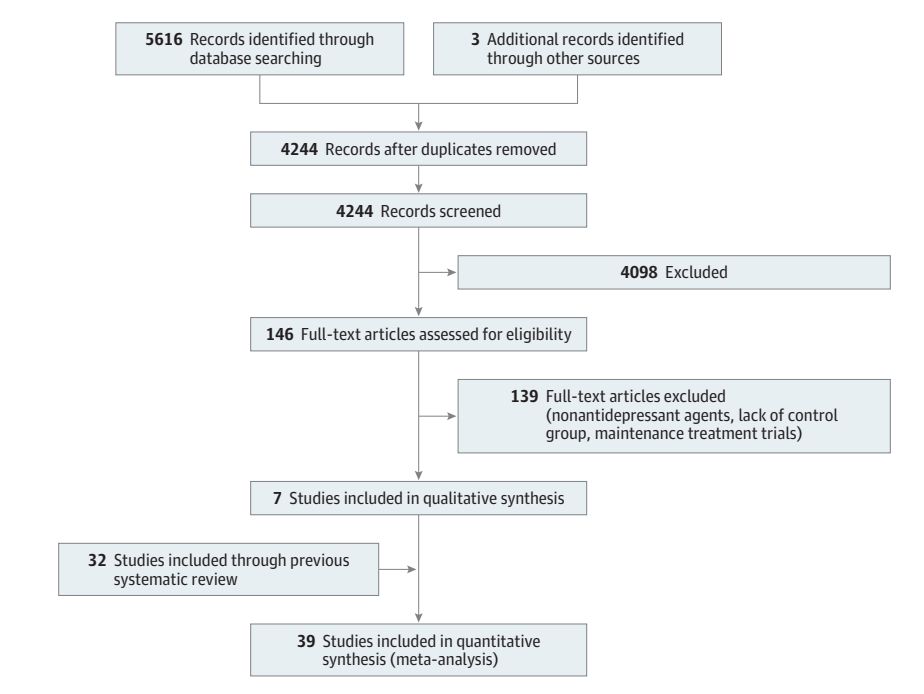 5616 Records identified through
database searching
3 Additional records identified
through other sources
4244 Records after duplicates removed
4244 Records screened
4098 Excluded
146 Full-text articles assessed for eligibility
139 Full-text articles excluded
(nonantidepressant agents, lack of control
group, maintenance treatment trials)
7 Studies included in qualitative synthesis
32 Studies included through previous
systematic review
39 Studies included in quantitative
synthesis (meta-analysis)